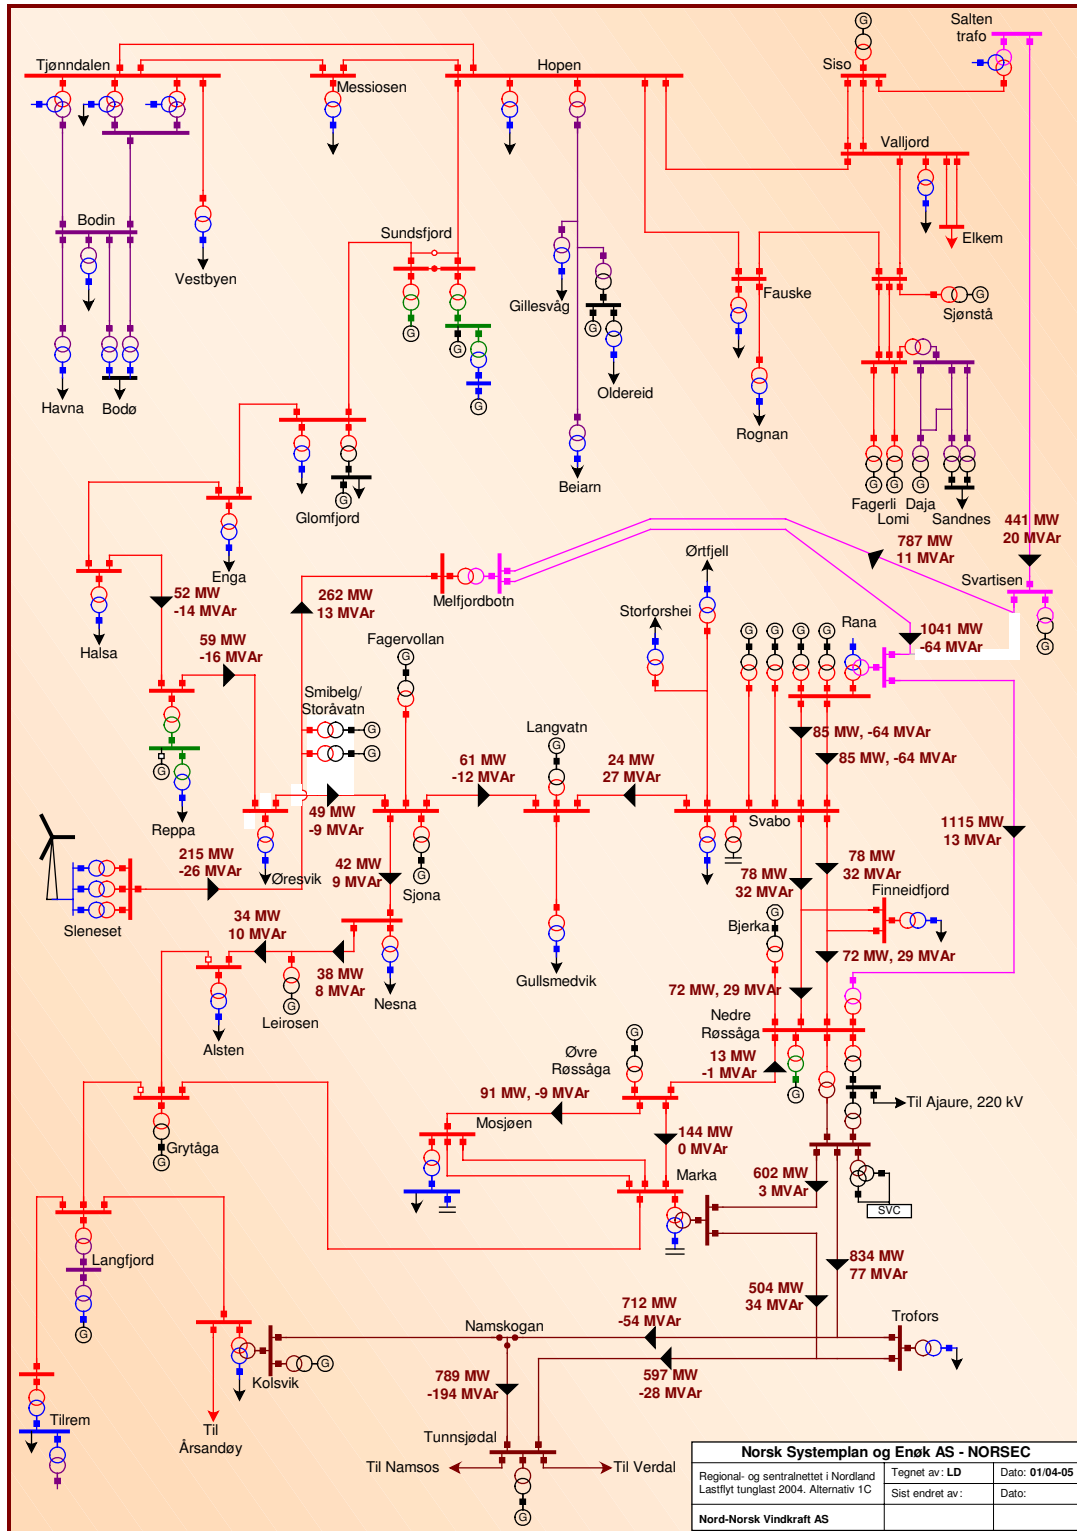 Salten
trafo
G
Siso
Tjønndalen
Messiosen
Hopen
Valljord
Bodin
Vestbyen
Sundsfjord
Elkem
Gillesvåg
Fauske
G
Sjønstå
G
G
G
G
Oldereid
Havna
Bodø
Rognan
Beiarn
G
Glomfjord
G
G
G
Fagerli
Lomi
Daja
Sandnes
Enga
Halsa
441 MW
20 MVAr
787 MW
11 MVAr
Ørtfjell
Svartisen
Melfjordbotn
52 MW
-14 MVAr
262 MW
13 MVAr
Storforshei
Rana
1041 MW
-64 MVAr
G
59 MW
-16 MVAr
Fagervollan
G
G
G
G
G
Smibelg/
Storåvatn
G
G
Langvatn
G
85 MW, -64 MVAr
85 MW, -64 MVAr
G
Reppa
61 MW
-12 MVAr
24 MW
27 MVAr
49 MW
-9 MVAr
Svabo
1115 MW
13 MVAr
215 MW
-26 MVAr
Øresvik
42 MW
9 MVAr
G
Sjona
78 MW
32 MVAr
78 MW
32 MVAr
Finneidfjord
Sleneset
34 MW
10 MVAr
G
Bjerka
38 MW
8 MVAr
Nesna
Gullsmedvik
72 MW, 29 MVAr
72 MW, 29 MVAr
G
Leirosen
Alsten
Nedre
Røssåga
Øvre
Røssåga
G
13 MW
-1 MVAr
G
91 MW, -9 MVAr
Til Ajaure, 220 kV
Mosjøen
144 MW
0 MVAr
Grytåga
G
Marka
602 MW
3 MVAr
SVC
Langfjord
834 MW
77 MVAr
504 MW
34 MVAr
G
712 MW
-54 MVAr
Namskogan
Trofors
G
Kolsvik
789 MW
-194 MVAr
597 MW
-28 MVAr
Tilrem
Til
Årsandøy
Tunnsjødal
Til Namsos
Til Verdal
G
Norsk Systemplan og Enøk AS - NORSEC
Regional- og sentralnettet i Nordland
Lastflyt tunglast 2004. Alternativ 1C
Tegnet av: LD
Dato: 01/04-05
Sist endret av:
Dato:
Nord-Norsk Vindkraft AS